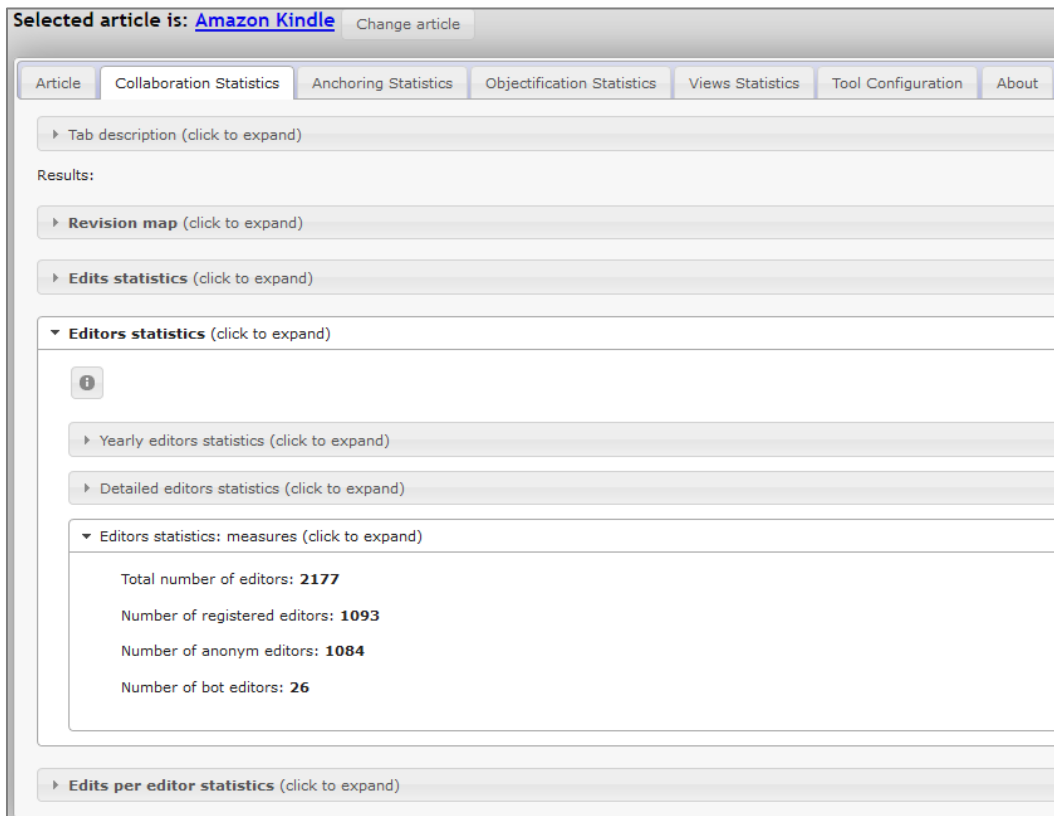 Selected article is: Amazon Kindle Change article
Article Collaboration Statistics Anchoring Statistics Objectification Statistics Views Statistics Tool Configuration About
Tab description (click to expand)
Results:
Revision map (click to expand)
Edits statistics (click to expand)
Editors statistics (click to expand)
Yearly editors statistics (click to expand)
Detailed editors statistics (click to expand)
Editors statistics: measures (click to expand)
Total number of editors: 2177
Number of registered editors: 1093
Number of anonym editors: 1084
Number of bot editors: 26
Edits per editor statistics (click to expand)